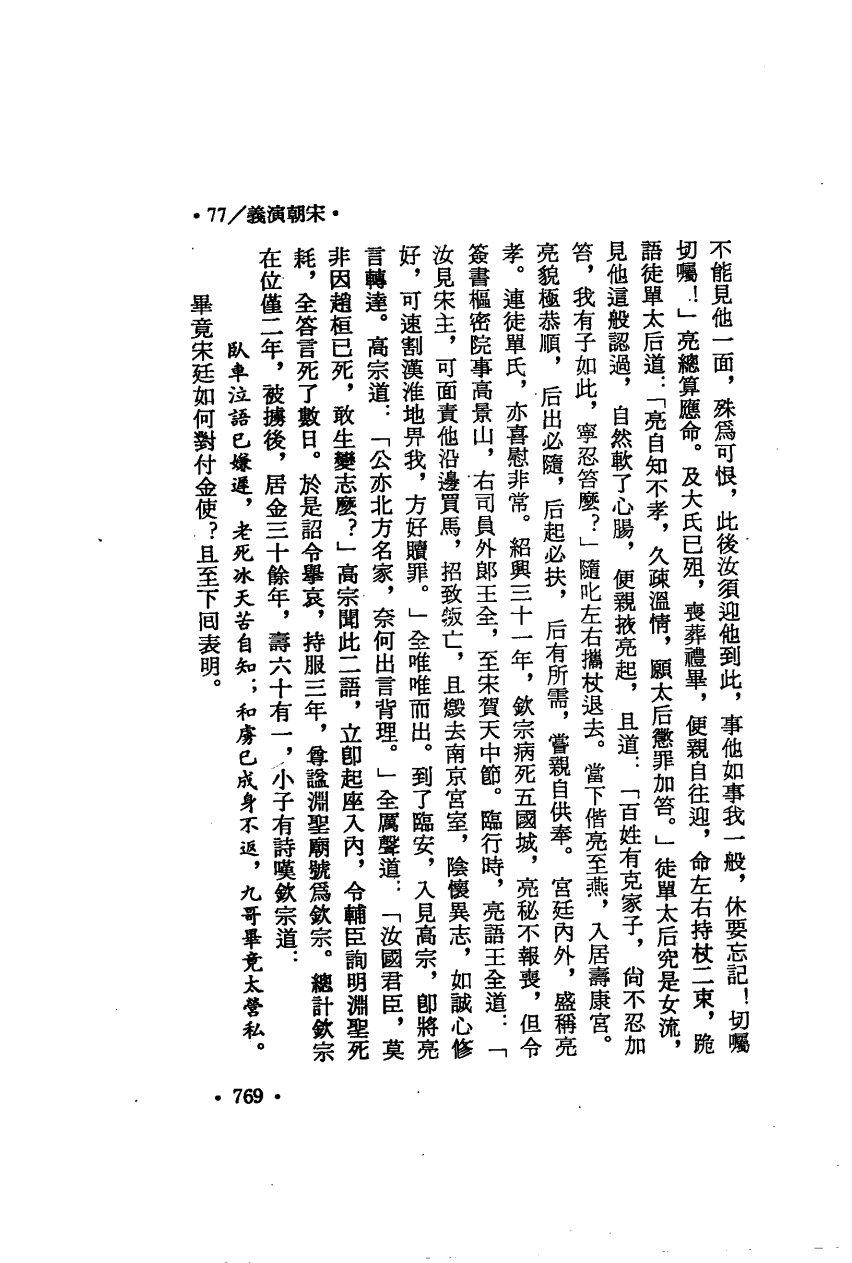 •77/義演朝宋•
不能見他一面，殊爲可恨，此後汝須迎他到此，事他如事我一般，休要忘記！切囑
切囑！」亮總算應命。及大氏已殂，喪葬禮畢，便親自往迎，命左右持杖二束，跪
語徒單太后道：「亮自知不孝，久疎溫情，願太后懲罪加笞。」徒單太后究是女流，
見他這般認過，自然軟了心腸，便親掖亮起，且道：「百姓有克家子，尙不忍加
笞，我有子如此，寧忍笞麼？」隨叱左右攜杖退去。當下偕亮至燕，入居壽康宮。
亮貌極恭順，后出必隨，后起必扶，后有所需，嘗親自供奉。宮廷內外，盛稱亮
孝。連徒單氏，亦喜慰非常。紹興三十一年，欽宗病死五國城，亮秘不報喪，但令
簽書樞密院事高景山，右司員外郞王全，至宋賀天中節。臨行時，亮語王全道：「
汝見宋主，可面責他沿邊買馬，招致叛亡，且燬去南京宮室，陰懷異志，如誠心修
好，可速割漢淮地畀我，方好贖罪。」全唯唯而出。到了臨安，入見高宗，卽將亮
言轉達。高宗道：「公亦北方名家，奈何出言背理。」全厲聲道：「汝國君臣，莫
非因趙桓已死，敢生變志麼？」高宗聞此二語，立卽起座入內，令輔臣詢明淵聖死
耗，全答言死了數日。於是詔令擧哀，持服三年，尊諡淵聖廟號爲欽宗。總計欽宗
在位僅二年，被擄後，居金三十餘年，壽六十有一，小子有詩嘆欽宗道：
臥車泣語已嫌遲，老死冰天苦自知；和虜已成身不返，九哥畢竟太營私。
畢竟宋廷如何對付金使？且至下囘表明。
•769•